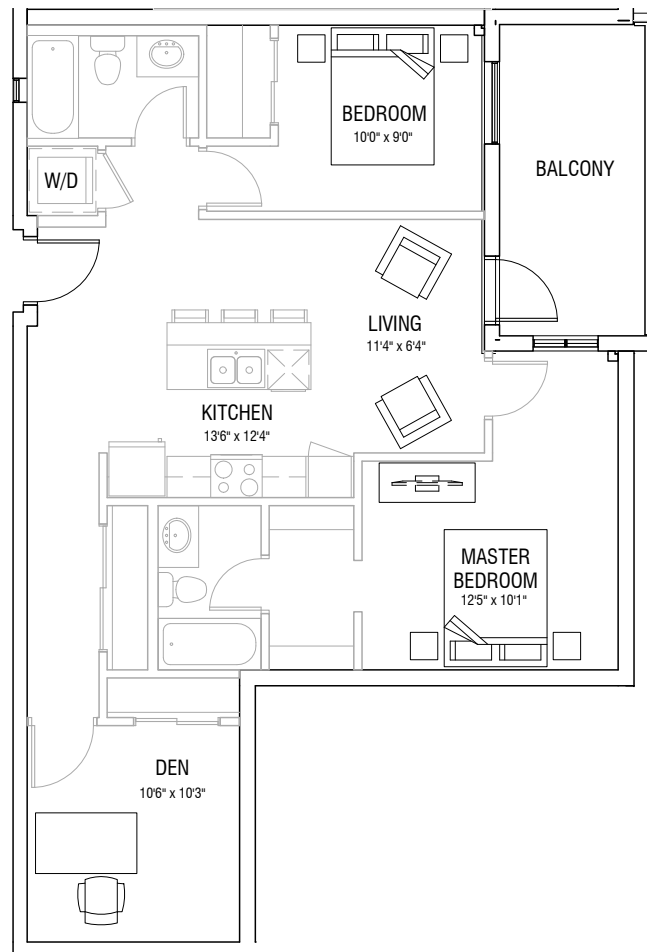 BEDROOM
10'0" x 9'0"
BALCONY
W/D
LIVING
11'4" x 6'4"
KITCHEN
13'6" x 12'4"
MASTER
BEDROOM
12'5" x 10'1"
DEN
10'6" x 10'3"